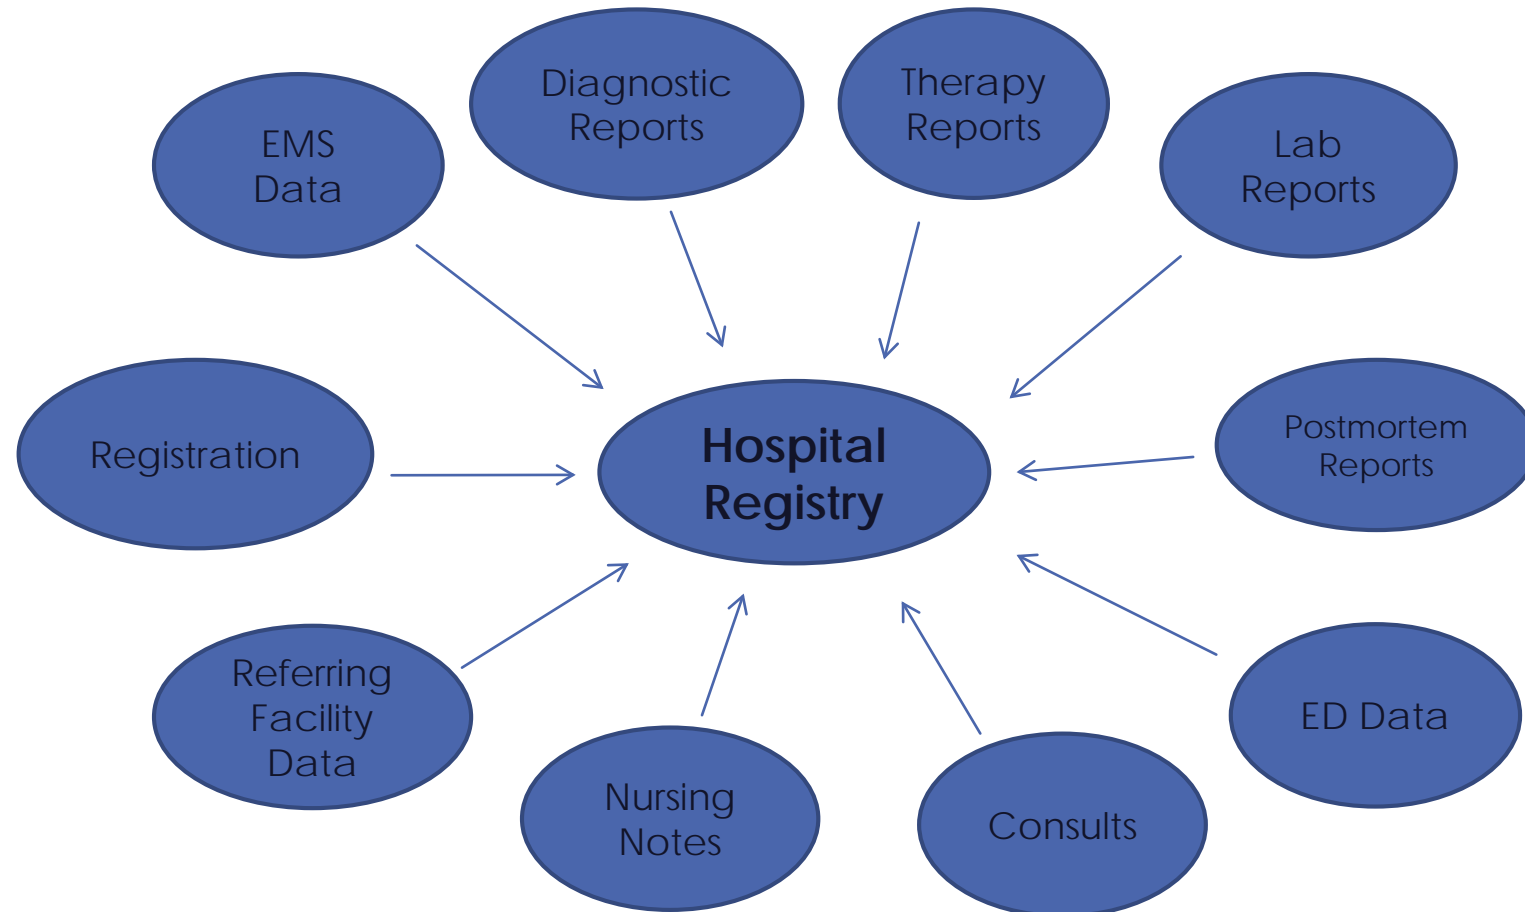 Diagnostic
Reports
Therapy
Reports
EMS
Data
Lab
Reports
Registration
Hospital
Registry
Postmortem
Reports
Referring
Facility
Data
ED Data
Nursing
Notes
Consults